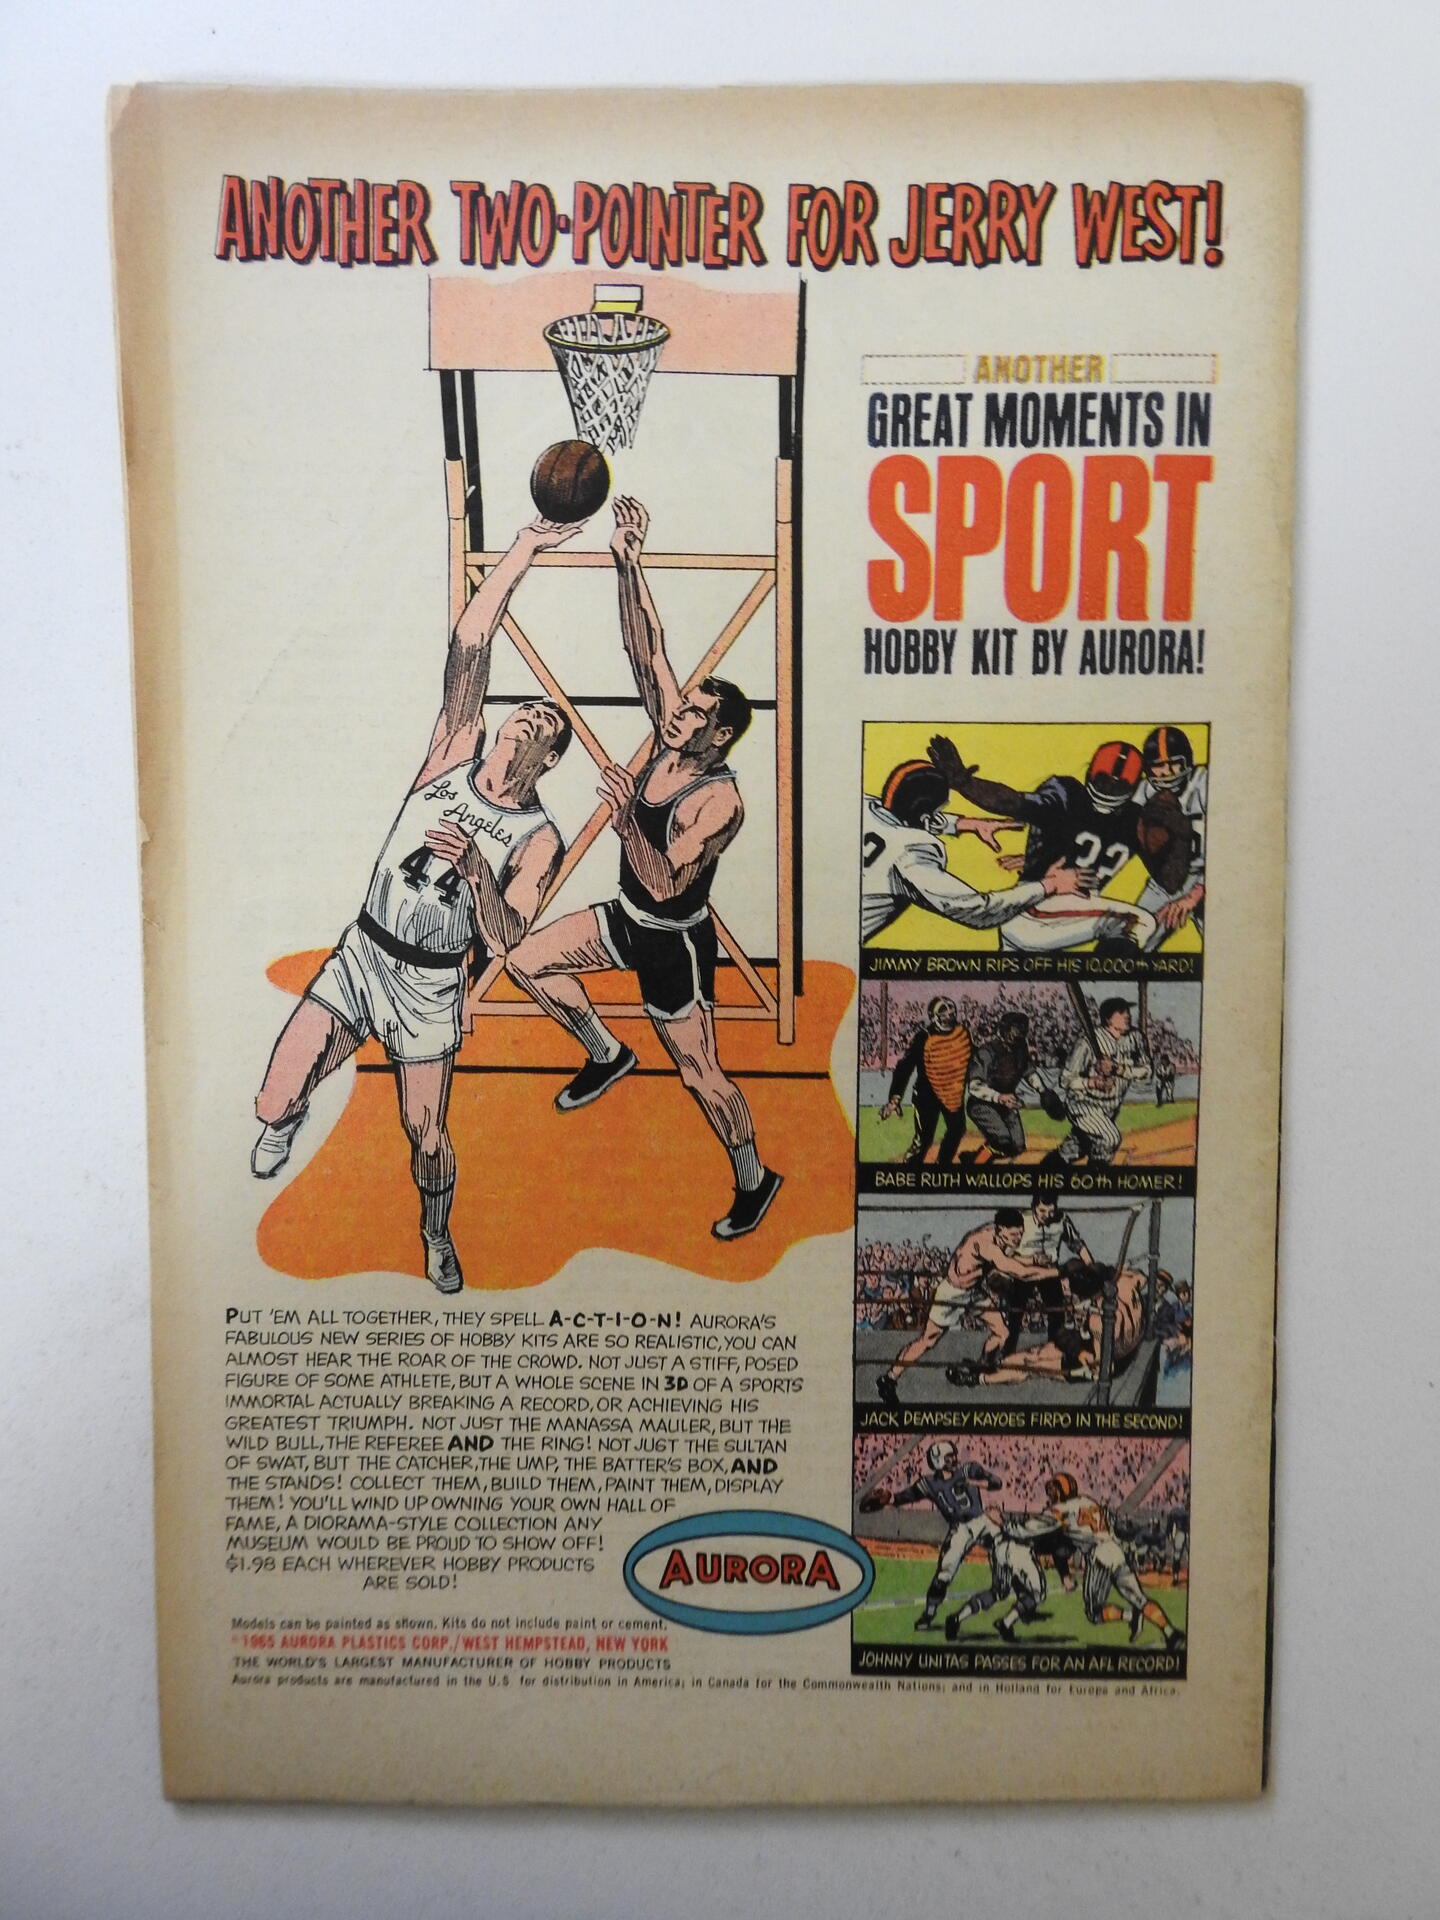 ANOTHER TWO-POINTER FOR JERRY WEST!
ANOTHER
GREAT MOMENTS IN
SPORT
HOBBY KIT BY AURORA!
Los
Angeles
44
32
JIMMY BROWN RIPS OFF HIS 10,000th YARD!
BABE RUTH WALLOPS HIS 60th HOMER!
JACK DEMPSEY KAYOES FIRPO IN THE SECOND!
19
JOHNNY UNITAS PASSES FOR AN AFL RECORD!
PUT 'EM ALL TOGETHER, THEY SPELL A-C-T-I-O-N! AURORA'S
FABULOUS NEW SERIES OF HOBBY KITS ARE SO REALISTIC, YOU CAN
ALMOST HEAR THE ROAR OF THE CROWD. NOT JUST A STIFF, POSED
FIGURE OF SOME ATHLETE, BUT A WHOLE SCENE IN 3D OF A SPORTS
IMMORTAL ACTUALLY BREAKING A RECORD, OR ACHIEVING HIS
GREATEST TRIUMPH. NOT JUST THE MANASSA MAULER, BUT THE
WILD BULL, THE REFEREE AND THE RING! NOT JUST THE SULTAN
OF SWAT, BUT THE CATCHER, THE UMP, THE BATTER'S BOX, AND
THE STANDS! COLLECT THEM, BUILD THEM, PAINT THEM, DISPLAY
THEM! YOU'LL WIND UP OWNING YOUR OWN HALL OF
FAME, A DIORAMA-STYLE COLLECTION ANY
MUSEUM WOULD BE PROUD TO SHOW OFF!
$1.98 EACH WHEREVER HOBBY PRODUCTS
ARE SOLD!
AURORA
Models can be painted as shown. Kits do not include paint or cement.
©1965 AURORA PLASTICS CORP./WEST HEMPSTEAD, NEW YORK
THE WORLD'S LARGEST MANUFACTURER OF HOBBY PRODUCTS
Aurora products are manufactured in the U.S. for distribution in America; in Canada for the Commonwealth Nations; and in Holland for Europe and Africa.